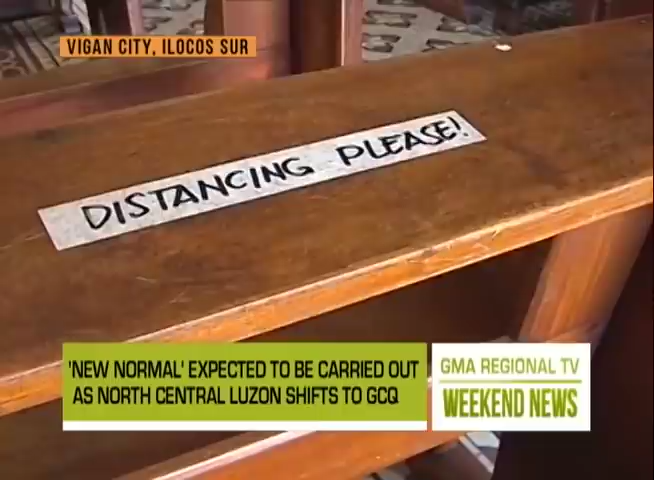 VIGAN CITY, ILOCOS SUR
DISTANCING PLEASE!
'NEW NORMAL' EXPECTED TO BE CARRIED OUT
AS NORTH CENTRAL LUZON SHIFTS TO GCQ
GMA REGIONAL TV
WEEKEND NEWS